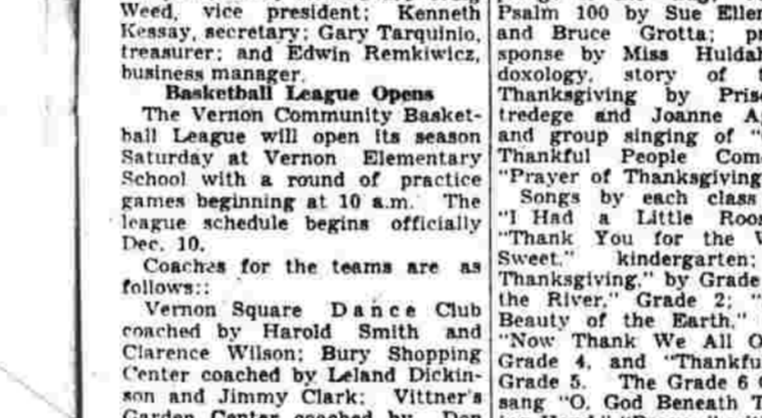 Weed, vice president; Kenneth
Kessay, secretary; Gary Tarquinio,
treasurer; and Edwin Remkiwicz,
business manager.
Basketball League Opens
The Vernon Community Basket-
ball League will open its season
Saturday at Vernon Elementary
School with a round of practice
games beginning at 10 a.m. The
league schedule begins officially
Dec. 10.
Coaches for the teams are as
follows::
Vernon Square Dance Club
coached by Harold Smith and
Clarence Wilson; Bury Shopping
Center coached by Leland Dickin-
son and Jimmy Clark; Vittner's
Garden Center coached by
Psalm 100 by Sue Ellen
and Bruce Grotta;
sponse by Miss Huldah
doxology, story of
Thanksgiving by
tredege and Joanne
and group singing of "
Thankful People
"Prayer of Thanksgiving
Songs by each class
"I Had a Little
"Thank You for the
Sweet," kindergarten;
Thanksgiving," by Grade
the River," Grade 2; "
Beauty of the Earth,"
"Now Thank We All
Grade 4, and
Grade 5. The Grade 6
sang "O, God Beneath